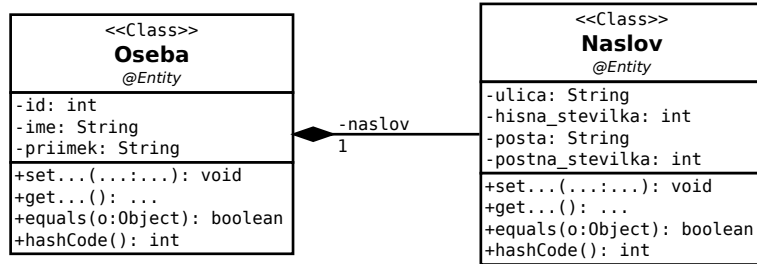 <<Class>>
Oseba
@Entity
-id: int
-ime: String
-priimek: String
+set...(...:...): void
+get...(): ...
+equals(o:Object): boolean
+hashCode(): int
-naslov
1
<<Class>>
Naslov
@Entity
-ulica: String
-hisna_stevilka: int
-posta: String
-postna_stevilka: int
+set...(...:...): void
+get...(): ...
+equals(o:Object): boolean
+hashCode(): int